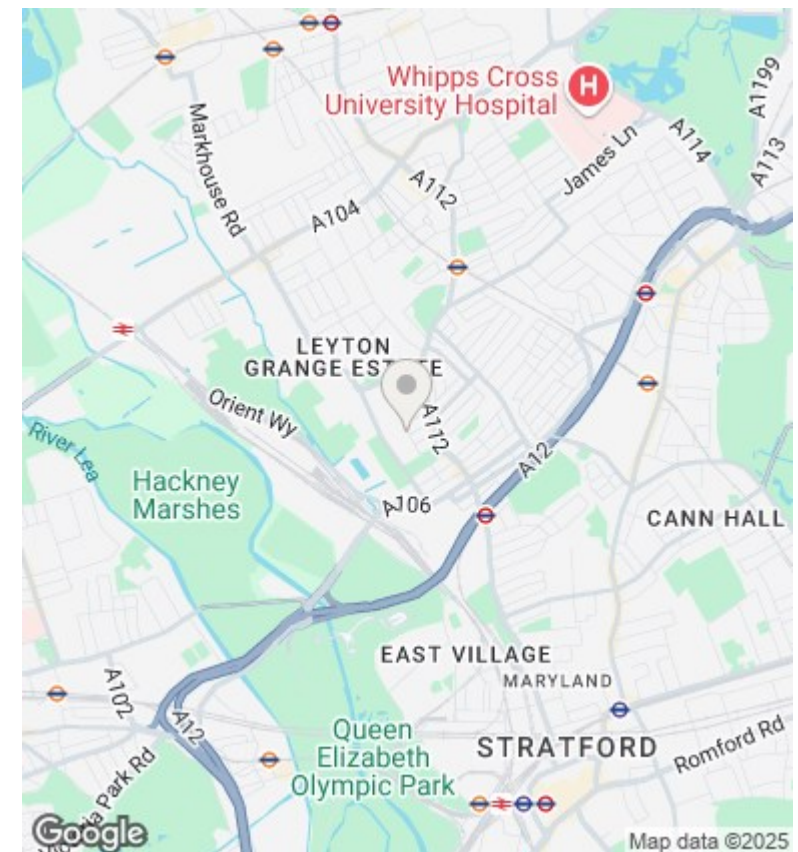 Whipps Cross
University Hospital
H
A1199
Markhouse Rd
James Ln
A114
A113
A112
A104
LEYTON
GRANGE ESTATE
Orient Wy
A112
River Lea
A12
Hackney
Marshes
A106
CANN HALL
EAST VILLAGE
MARYLAND
A102
A12
Queen
Elizabeth
Olympic Park
STRATFORD
Romford Rd
Park Rd
Google
Map data ©2025